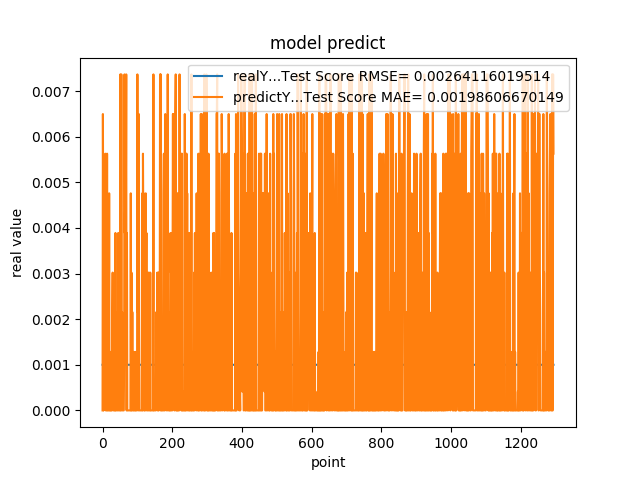 model predict
realY...Test Score RMSE= 0.002641116019514
predictY...Test Score MAE= 0.00198606670149
0.007
0.006
0.005
0.004
0.003
0.002
0.001
0.000
real value
0 200 400 600 800 1000 1200
point